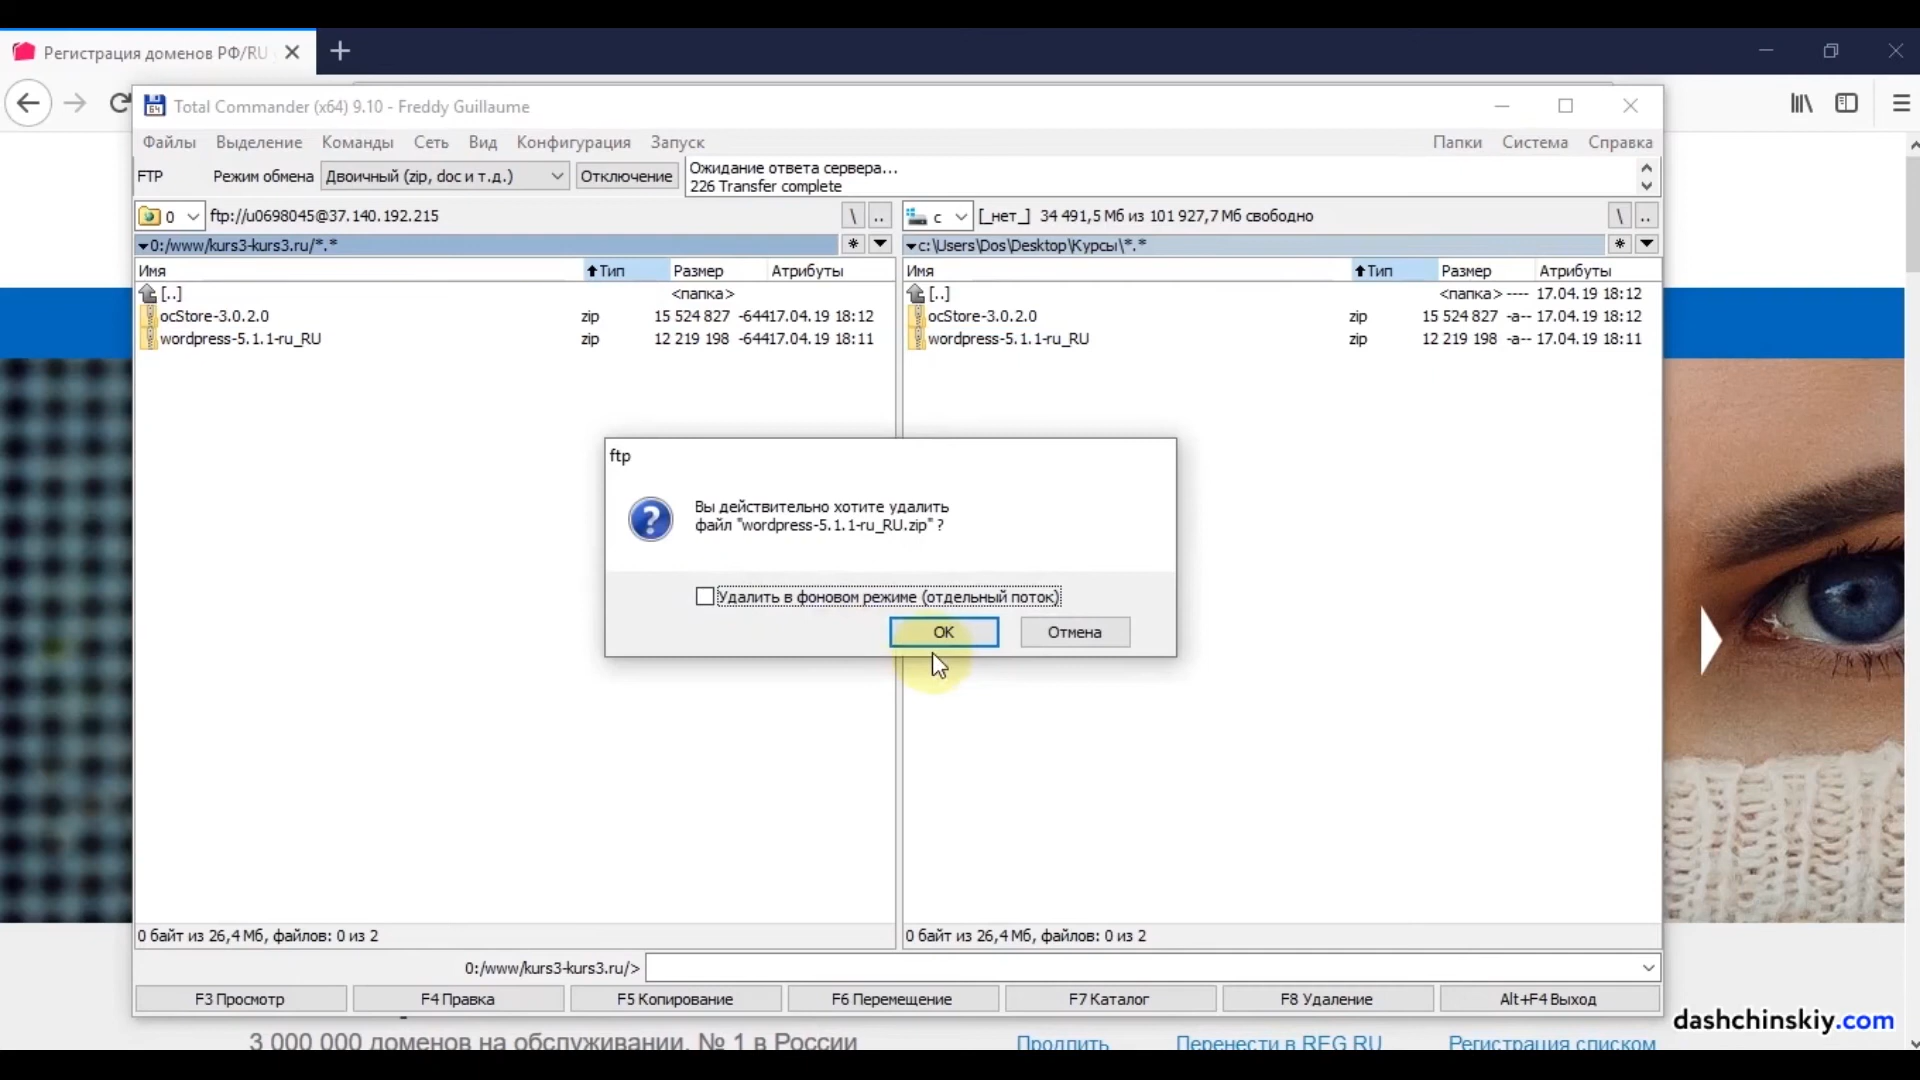 Регистрация доменов РФ/RU
Total Commander (x64) 9.10 - Freddy Guillaume
Файлы Выделение Команды Сеть Вид Конфигурация Запуск Папки Система Справка
FTP Режим обмена Двоичный (zip, doc и т.д.) Отключение
Ожидание ответа сервера...
226 Transfer complete
0 ftp://u0698045@37.140.192.215 \ ..
c [_нет_] 34 491,5 Мб из 101 927,7 Мб свободно \ ..
0:/www/kurs3-kurs3.ru/*.* *
c:\Users\Dos\Desktop\Курсы\*.* *
Имя Тип Размер Атрибуты
[..] <папка>
ocStore-3.0.2.0 zip 15 524 827 -64417.04.19 18:12
wordpress-5.1.1-ru_RU zip 12 219 198 -64417.04.19 18:11
Имя Тип Размер Атрибуты
[..] <папка> ---- 17.04.19 18:12
ocStore-3.0.2.0 zip 15 524 827 -a-- 17.04.19 18:12
wordpress-5.1.1-ru_RU zip 12 219 198 -a-- 17.04.19 18:11
ftp
Вы действительно хотите удалить
файл "wordpress-5.1.1-ru_RU.zip" ?
Удалить в фоновом режиме (отдельный поток)
OK Отмена
0 байт из 26,4 Мб, файлов: 0 из 2
0 байт из 26,4 Мб, файлов: 0 из 2
0:/www/kurs3-kurs3.ru/>
F3 Просмотр F4 Правка F5 Копирование F6 Перемещение F7 Каталог F8 Удаление Alt+F4 Выход
dashchinskiy.com
3 000 000 доменов на обслуживании. № 1 в России
Продлить Перенести в REG.RU Регистрация списком